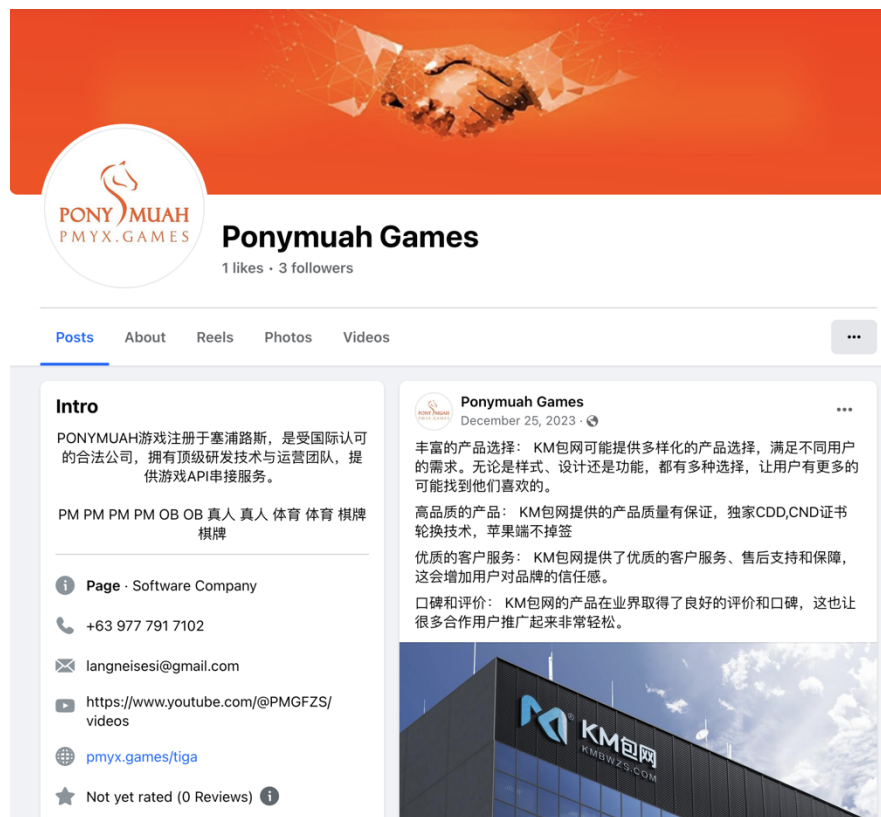 PONY MUAH
PMYX.GAMES
Ponymuah Games
1 likes · 3 followers
Posts About Reels Photos Videos
Intro
PONYMUAH游戏注册于塞浦路斯，是受国际认可
的合法公司，拥有顶级研发技术与运营团队，提
供游戏API串接服务。
PM PM PM PM OB OB 真人 真人 体育 体育 棋牌
棋牌
Page · Software Company
+63 977 791 7102
langneisesi@gmail.com
https://www.youtube.com/@PMGFZS/
videos
pmyx.games/tiga
Not yet rated (0 Reviews)
Ponymuah Games
December 25, 2023 ·
丰富的产品选择： KM包网可能提供多样化的产品选择，满足不同用户
的需求。无论是样式、设计还是功能，都有多种选择，让用户有更多的
可能找到他们喜欢的。
高品质的产品： KM包网提供的产品质量有保证，独家CDD,CND证书
轮换技术，苹果端不掉签
优质的客户服务： KM包网提供了优质的客户服务、售后支持和保障，
这会增加用户对品牌的信任感。
口碑和评价： KM包网的产品在业界取得了良好的评价和口碑，这也让
很多合作用户推广起来非常轻松。
KM包网
KMBWZS.COM